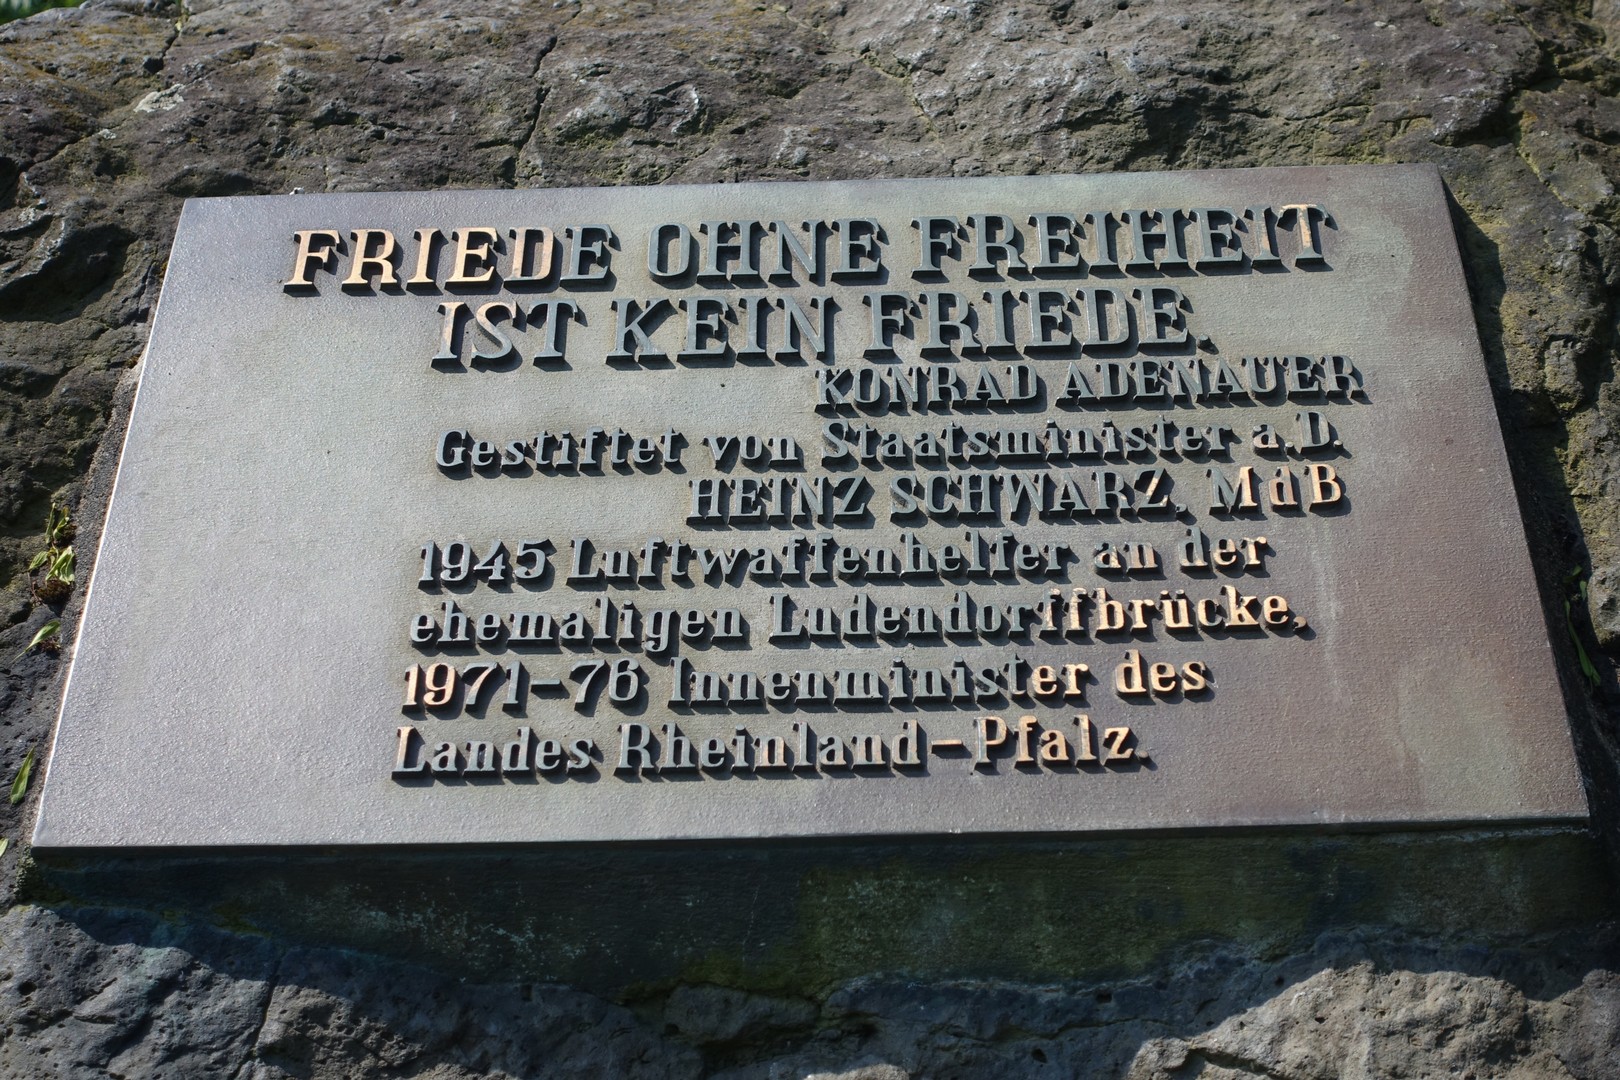 FRIEDE OHNE FREIHEIT
IST KEIN FRIEDE.
KONRAD ADENAUER
Gestiftet von Staatsminister a.D.
HEINZ SCHWARZ, MdB
1945 Luftwaffenhelfer an der
ehemaligen Ludendorffbrücke,
1971-76 Innenminister des
Landes Rheinland-Pfalz.